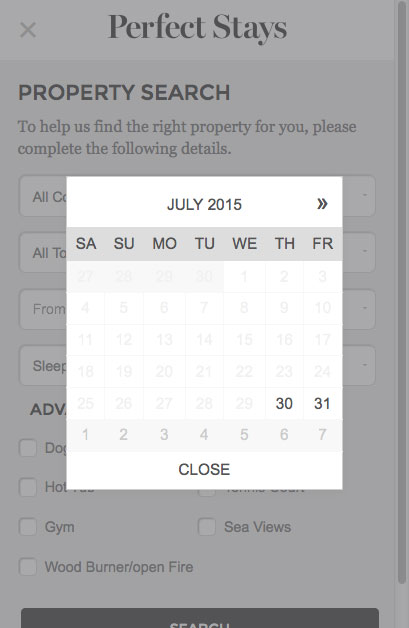 × Perfect Stays
PROPERTY SEARCH
To help us find the right property for you, please
complete the following details.
All Co
JULY 2015 »
SA SU MO TU WE TH FR
All To
27 28 29 30 1 2 3
From
4 5 6 7 8 9 10
11 12 13 14 15 16 17
Sleep
18 19 20 21 22 23 24
25 26 27 28 29 30 31
ADVA
1 2 3 4 5 6 7
Dog
CLOSE
Hot Tub
Tennis Court
Gym Sea Views
Wood Burner/open Fire
SEARCH